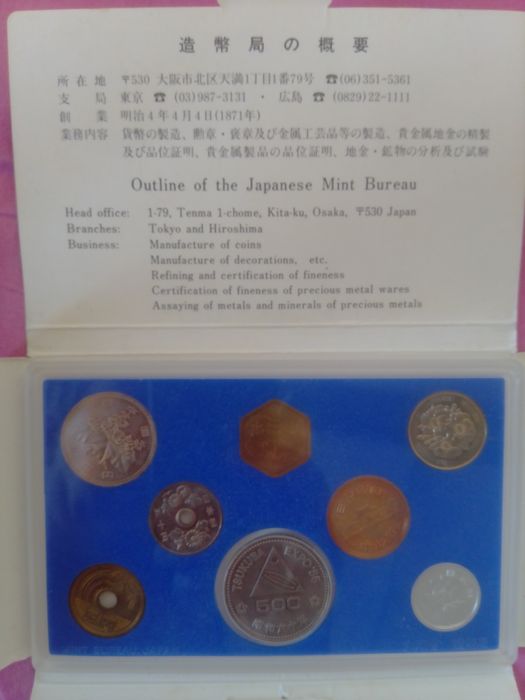 造幣局の概要
所在地 〒530 大阪市北区天満1丁目1番79号 ☎(06)351-5361
支局 東京 ☎ (03)987-3131 ・ 広島 ☎ (0829)22-1111
創業 明治4年4月4日(1871年)
業務内容 貨幣の製造、勲章・褒章及び金属工芸品等の製造、貴金属地金の精製
及び品位証明、貴金属製品の品位証明、地金・鉱物の分析及び試験
Outline of the Japanese Mint Bureau
Head office: 1-79, Tenma 1-chome, Kita-ku, Osaka, 〒530 Japan
Branches: Tokyo and Hiroshima
Business: Manufacture of coins
Manufacture of decorations, etc.
Refining and certification of fineness
Certification of fineness of precious metal wares
Assaying of metals and minerals of precious metals
TSUKUBA EXPO'85
500
昭和六十年
MINT BUREAU, JAPAN